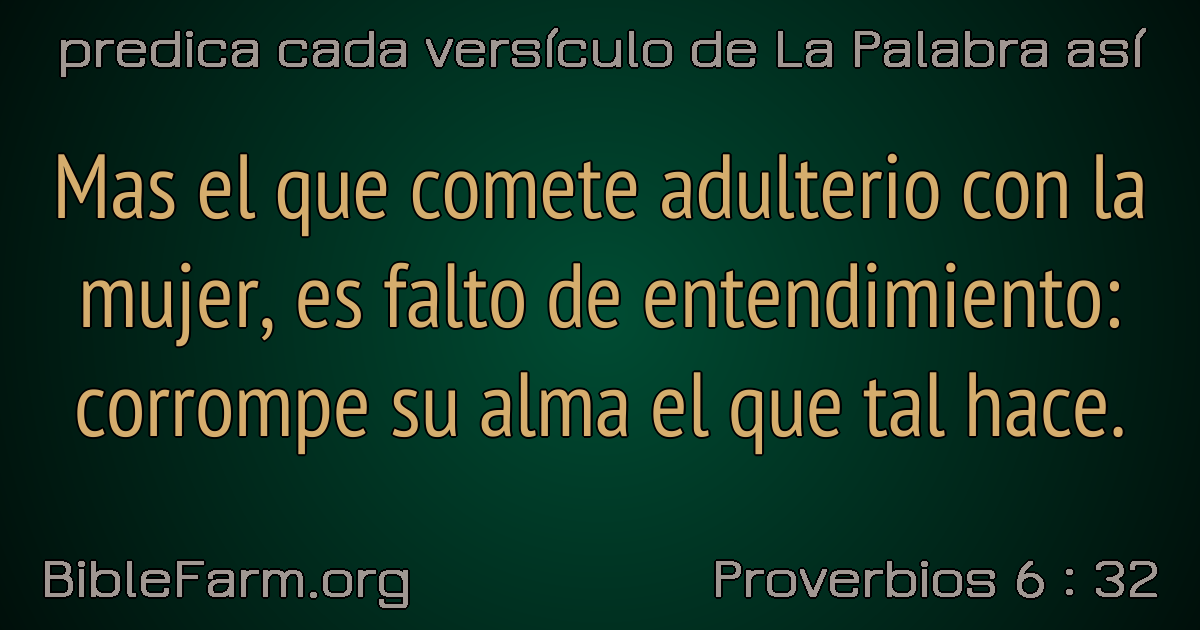 predica cada versículo de La Palabra así
Mas el que comete adulterio con la
mujer, es falto de entendimiento:
corrompe su alma el que tal hace.
BibleFarm.org
Proverbios 6 : 32